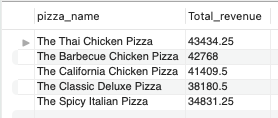 pizza_name Total_revenue
The Thai Chicken Pizza 43434.25
The Barbecue Chicken Pizza 42768
The California Chicken Pizza 41409.5
The Classic Deluxe Pizza 38180.5
The Spicy Italian Pizza 34831.25